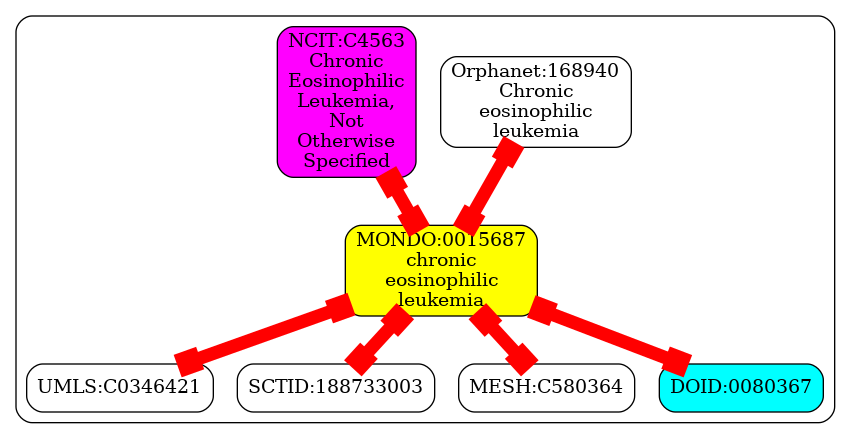 NCIT:C4563
Chronic
Eosinophilic
Leukemia,
Not
Otherwise
Specified
Orphanet:168940
Chronic
eosinophilic
leukemia
MONDO:0015687
chronic
eosinophilic
leukemia
UMLS:C0346421
SCTID:188733003
MESH:C580364
DOID:0080367